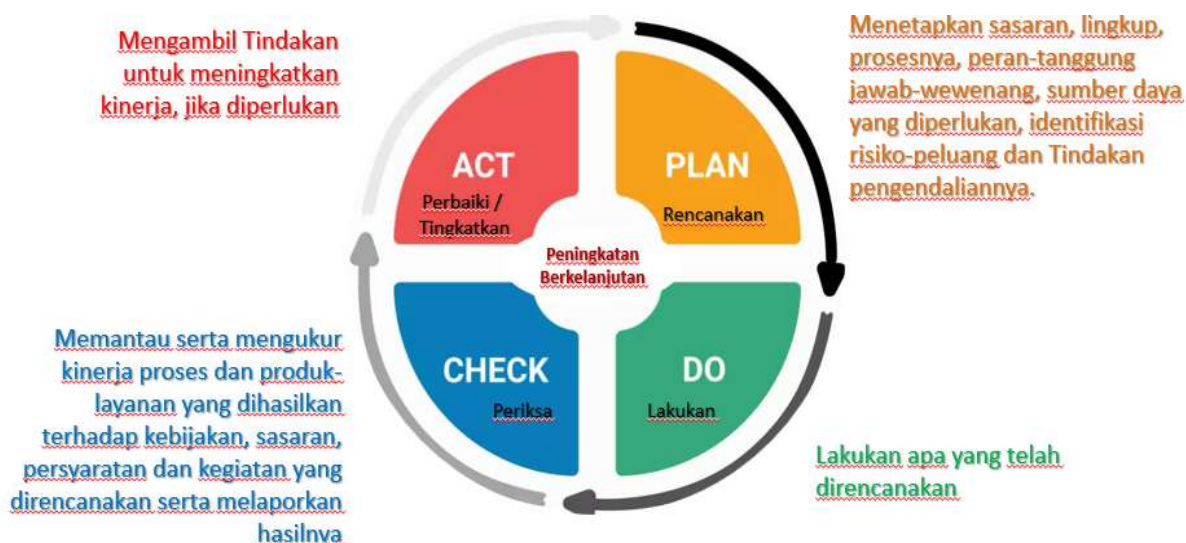 Mengambil Tindakan
untuk meningkatkan
kinerja, jika diperlukan
Menetapkan sasaran, lingkup,
prosesnya, peran-tanggung
jawab-wewenang, sumber daya
yang diperlukan, identifikasi
risiko-peluang dan Tindakan
pengendaliannya.
ACT
Perbaiki /
Tingkatkan
PLAN
Rencanakan
Peningkatan
Berkelanjutan
CHECK
Periksa
DO
Lakukan
Memantau serta mengukur
kinerja proses dan produk-
layanan yang dihasilkan
terhadap kebijakan, sasaran,
persyaratan dan kegiatan yang
direncanakan serta melaporkan
hasilnya
Lakukan apa yang telah
direncanakan